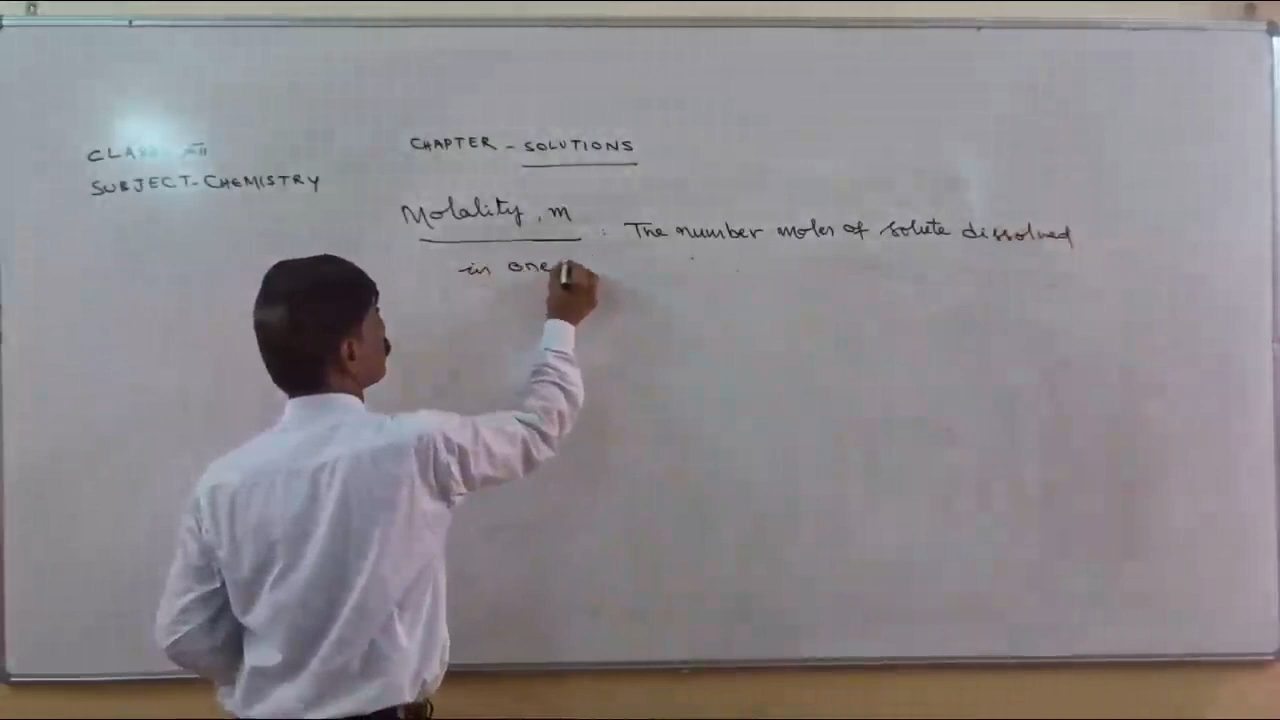 CLASS XII
SUBJECT-CHEMISTRY
CHAPTER - SOLUTIONS
Molality, m : The number moles of solute dissolved
in one